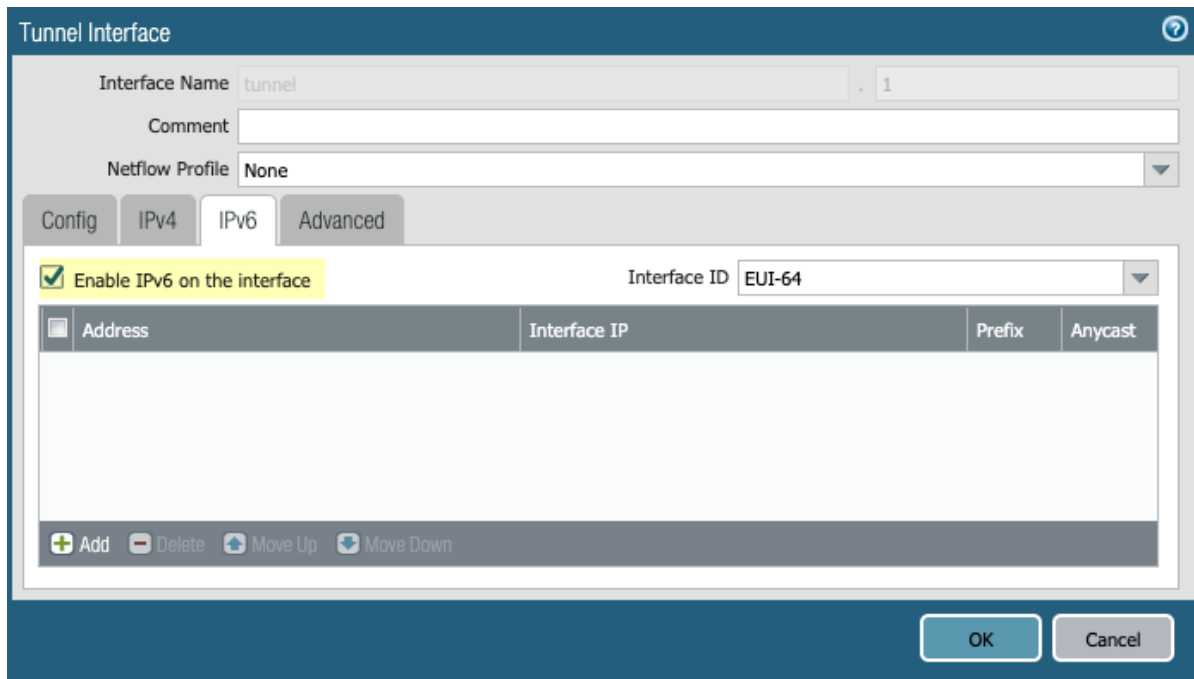 Tunnel Interface
Interface Name tunnel . 1
Comment
Netflow Profile None
Config IPv4 IPv6 Advanced
Enable IPv6 on the interface Interface ID EUI-64
Address Interface IP Prefix Anycast
Add Delete Move Up Move Down
OK Cancel